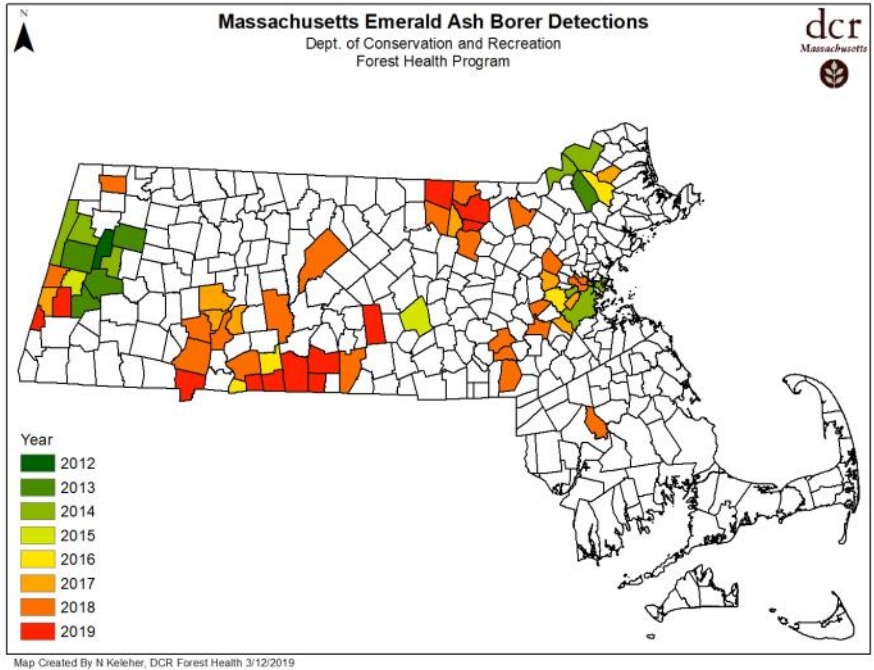 N
Massachusetts Emerald Ash Borer Detections
Dept. of Conservation and Recreation
Forest Health Program
dcr
Massachusetts
Year
2012
2013
2014
2015
2016
2017
2018
2019
Map Created By N Keleher, DCR Forest Health 3/12/2019